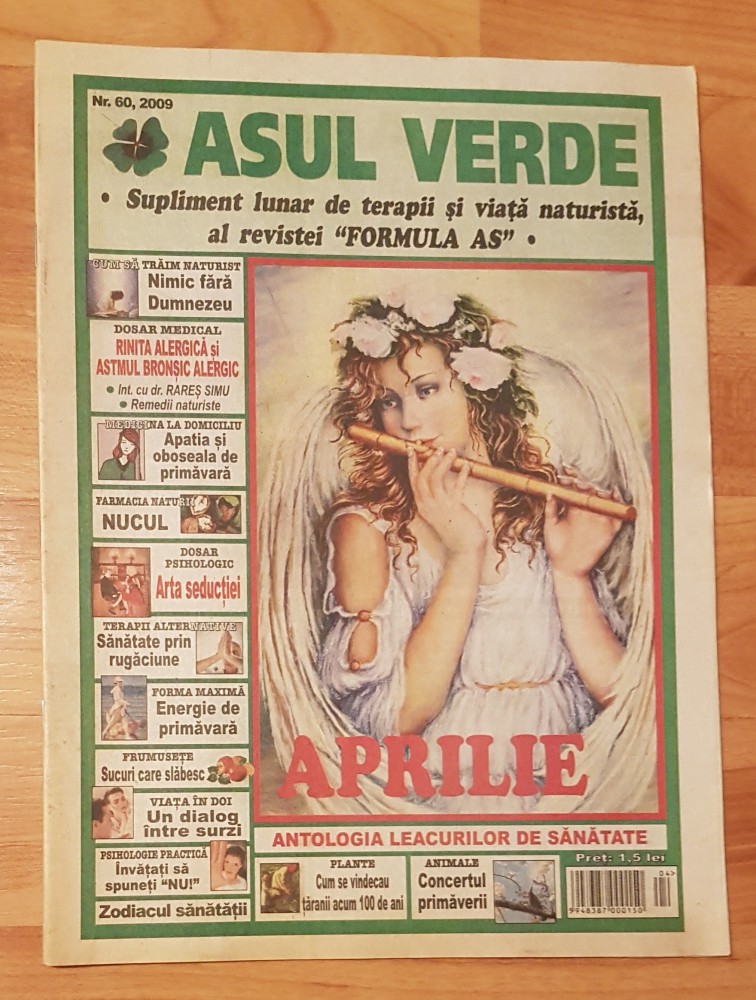 Nr. 60, 2009
ASUL VERDE
• Supliment lunar de terapii și viață naturistă,
al revistei "FORMULA AS" •
CUM SĂ TRĂIM NATURIST
Nimic fără
Dumnezeu
DOSAR MEDICAL
RINITA ALERGICĂ și
ASTMUL BRONȘIC ALERGIC
• Int. cu dr. RAREȘ SIMU
• Remedii naturiste
MEDICINA LA DOMICILIU
Apatia și
oboseala de
primăvară
FARMACIA NATURII
NUCUL
DOSAR
PSIHOLOGIC
Arta seducției
TERAPII ALTERNATIVE
Sănătate prin
rugăciune
FORMA MAXIMĂ
Energie de
primăvară
FRUMUSEȚE
Sucuri care slăbesc
VIAȚA ÎN DOI
Un dialog
între surzi
PSIHOLOGIE PRACTICĂ
Învățați să
spuneți "NU!"
Zodiacul sănătății
APRILIE
ANTOLOGIA LEACURILOR DE SĂNĂTATE
PLANTE
Cum se vindecau
țăranii acum 100 de ani
ANIMALE
Concertul
primăverii
Preț: 1,5 lei
04>
5948387000150